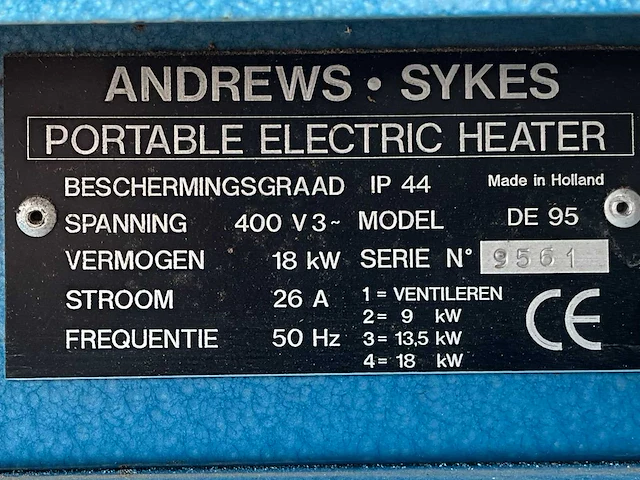 ANDREWS • SYKES
PORTABLE ELECTRIC HEATER
BESCHERMINGSGRAAD IP 44 Made in Holland
SPANNING 400 V 3~ MODEL DE 95
VERMOGEN 18 kW SERIE N° 9561
STROOM 26 A 1 = VENTILEREN
2 = 9 kW
FREQUENTIE 50 Hz 3 = 13,5 kW
4 = 18 kW
CE